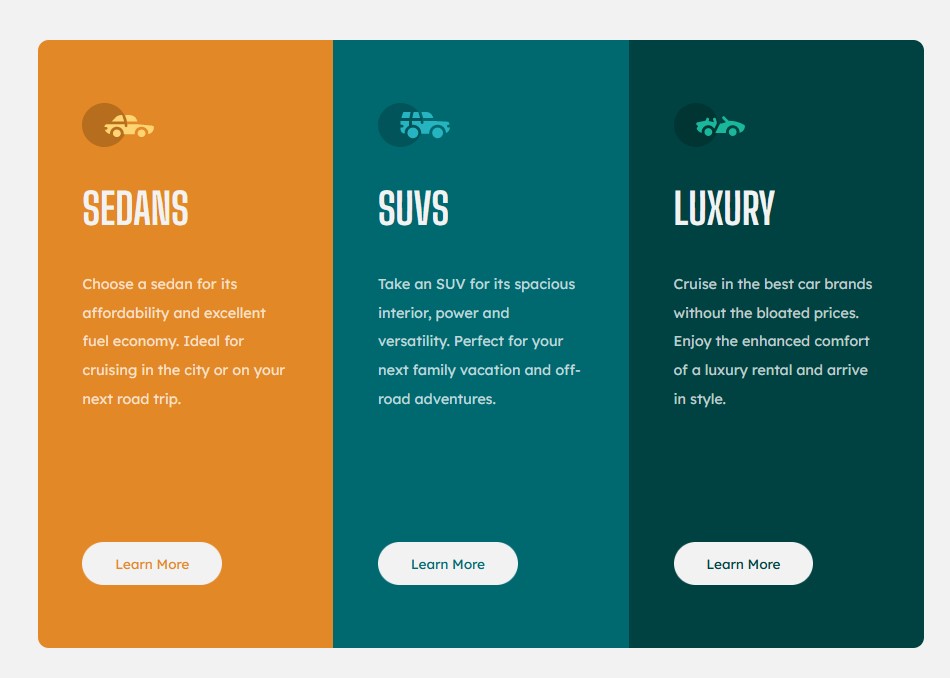 SEDANS
Choose a sedan for its
affordability and excellent
fuel economy. Ideal for
cruising in the city or on your
next road trip.
Learn More
SUVS
Take an SUV for its spacious
interior, power and
versatility. Perfect for your
next family vacation and off-
road adventures.
Learn More
LUXURY
Cruise in the best car brands
without the bloated prices.
Enjoy the enhanced comfort
of a luxury rental and arrive
in style.
Learn More